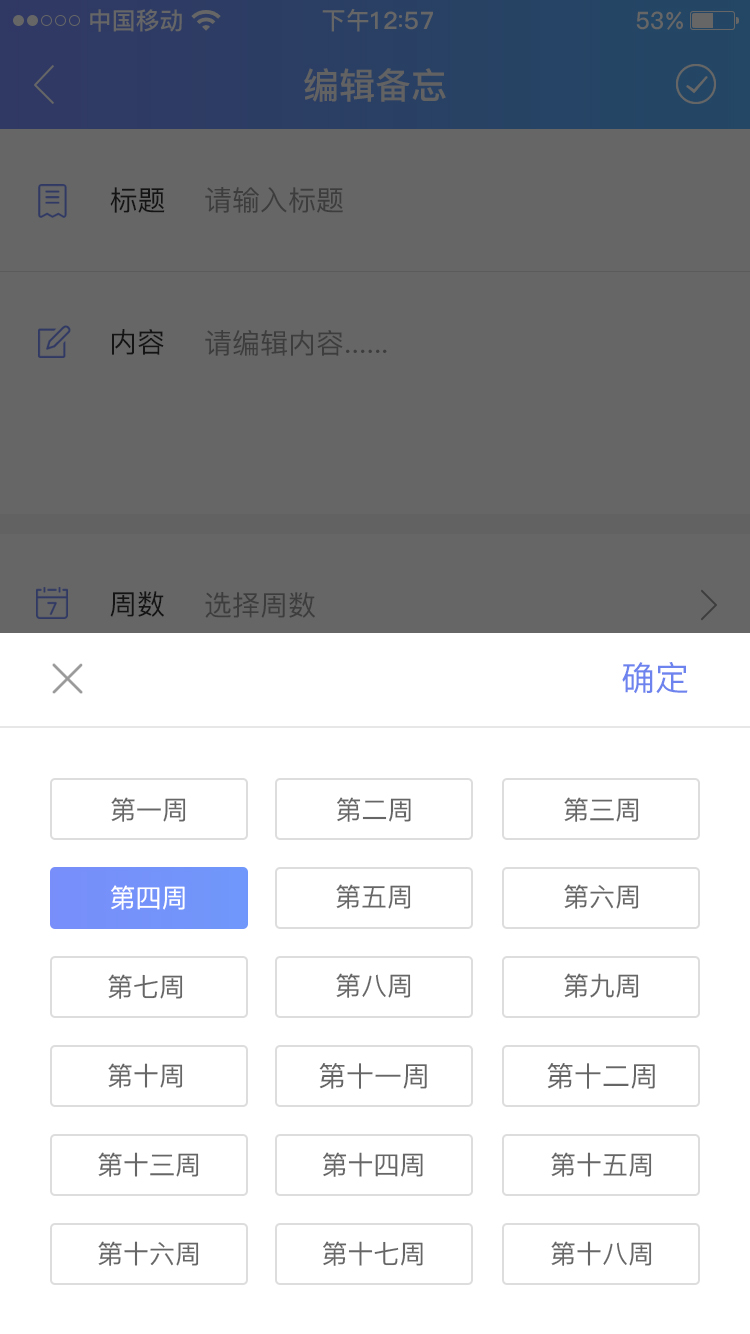 中国移动 下午12:57 53%
编辑备忘
标题 请输入标题
内容 请编辑内容......
7 周数 选择周数
确定
第一周 第二周 第三周
第四周 第五周 第六周
第七周 第八周 第九周
第十周 第十一周 第十二周
第十三周 第十四周 第十五周
第十六周 第十七周 第十八周